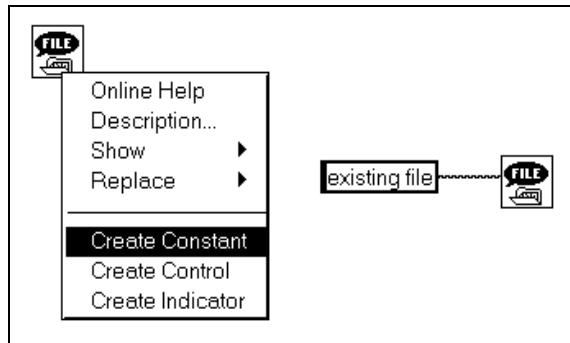 FILE
Online Help
Description...
Show
Replace
Create Constant
Create Control
Create Indicator
existing file
FILE